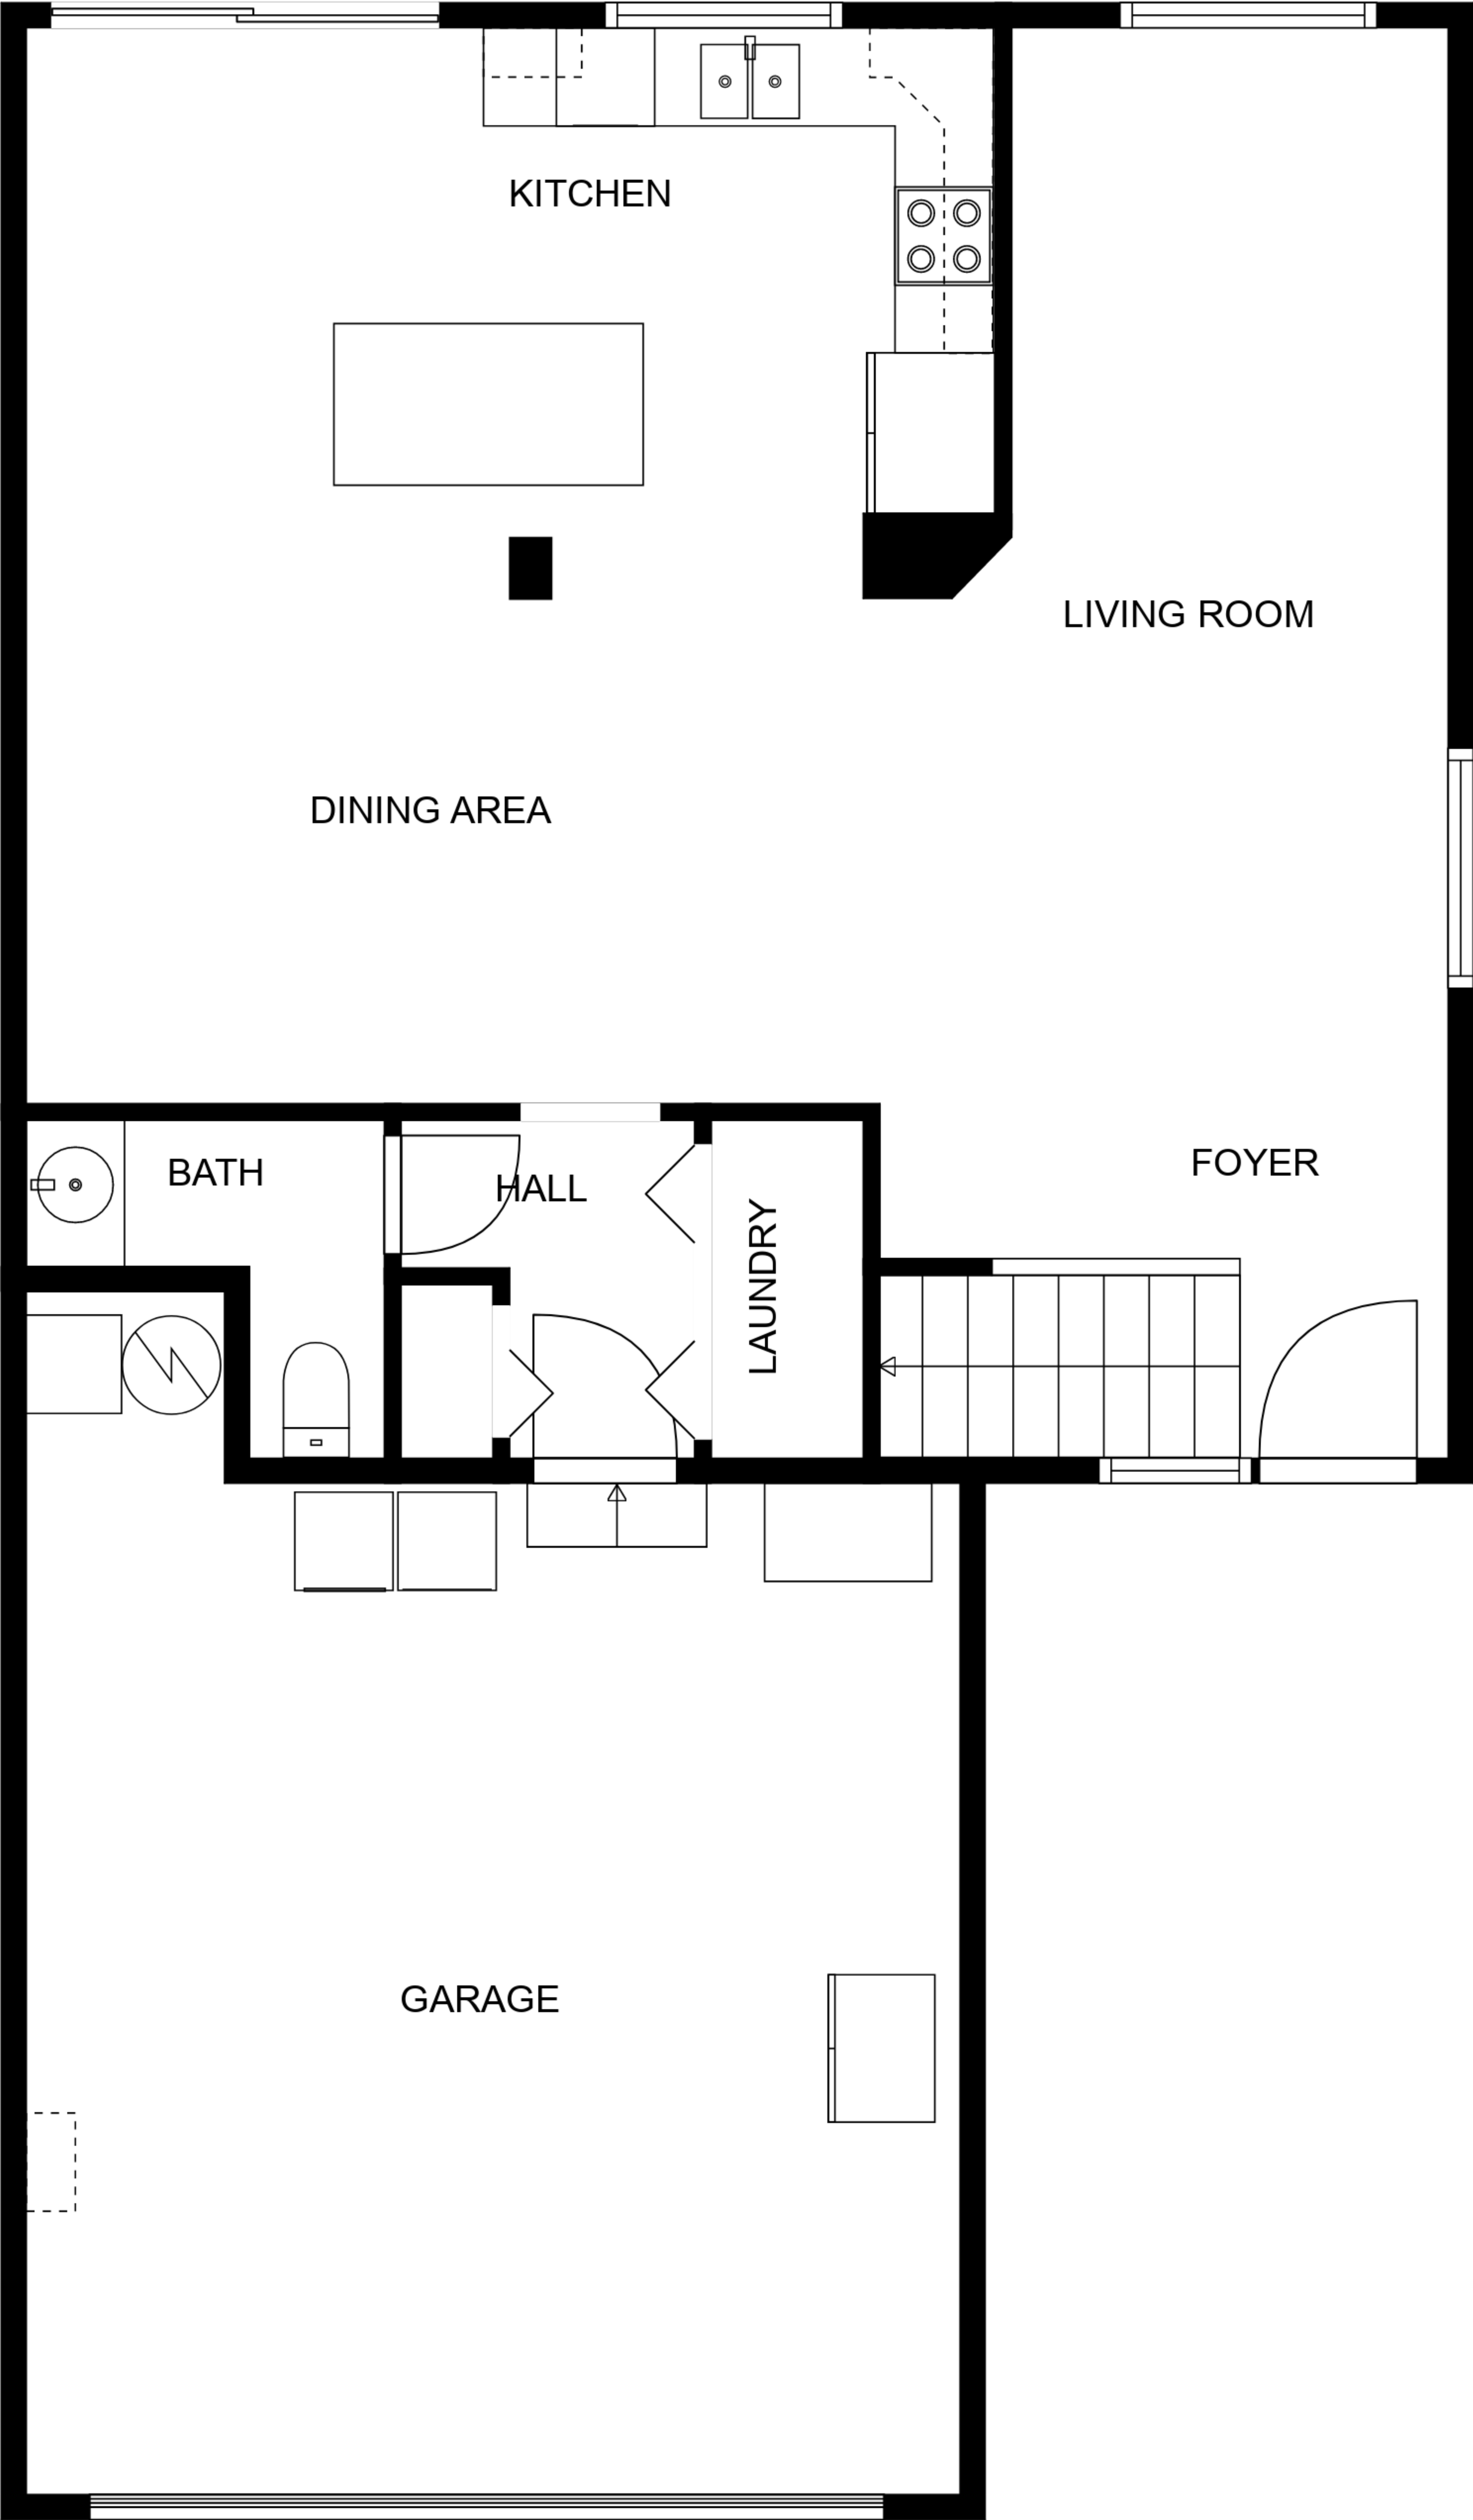 KITCHEN
LIVING ROOM
DINING AREA
BATH
HALL
LAUNDRY
FOYER
GARAGE